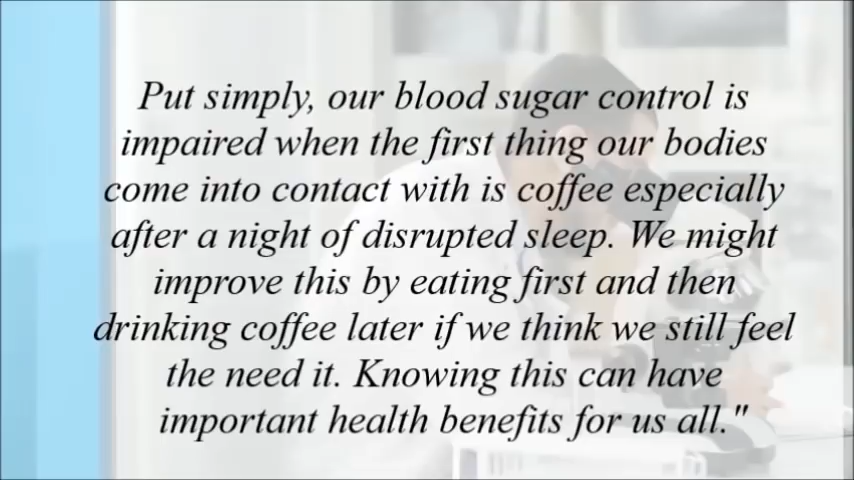 Put simply, our blood sugar control is
impaired when the first thing our bodies
come into contact with is coffee especially
after a night of disrupted sleep. We might
improve this by eating first and then
drinking coffee later if we think we still feel
the need it. Knowing this can have
important health benefits for us all."